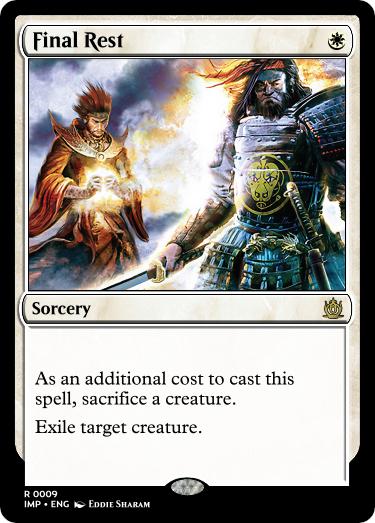 Final Rest
Sorcery
As an additional cost to cast this
spell, sacrifice a creature.
Exile target creature.
R 0009
IMP • ENG Eddie Sharam